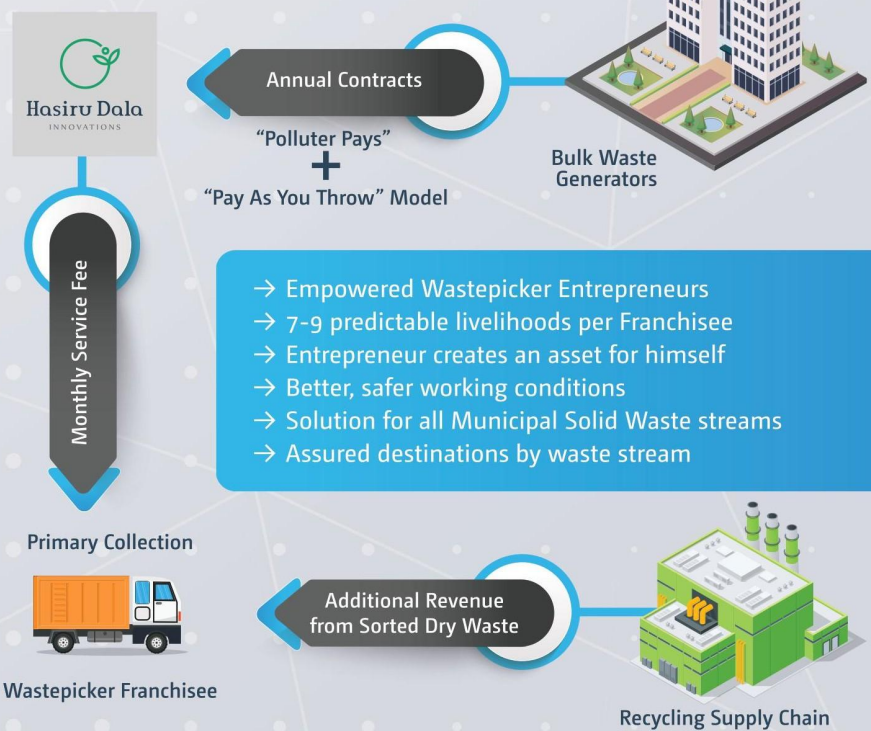 Hasiru Dala
INNOVATIONS
Annual Contracts
“Polluter Pays”
+
“Pay As You Throw” Model
Bulk Waste
Generators
Monthly Service Fee
→ Empowered Wastepicker Entrepreneurs
→ 7-9 predictable livelihoods per Franchisee
→ Entrepreneur creates an asset for himself
→ Better, safer working conditions
→ Solution for all Municipal Solid Waste streams
→ Assured destinations by waste stream
Primary Collection
Wastepicker Franchisee
Additional Revenue
from Sorted Dry Waste
Recycling Supply Chain